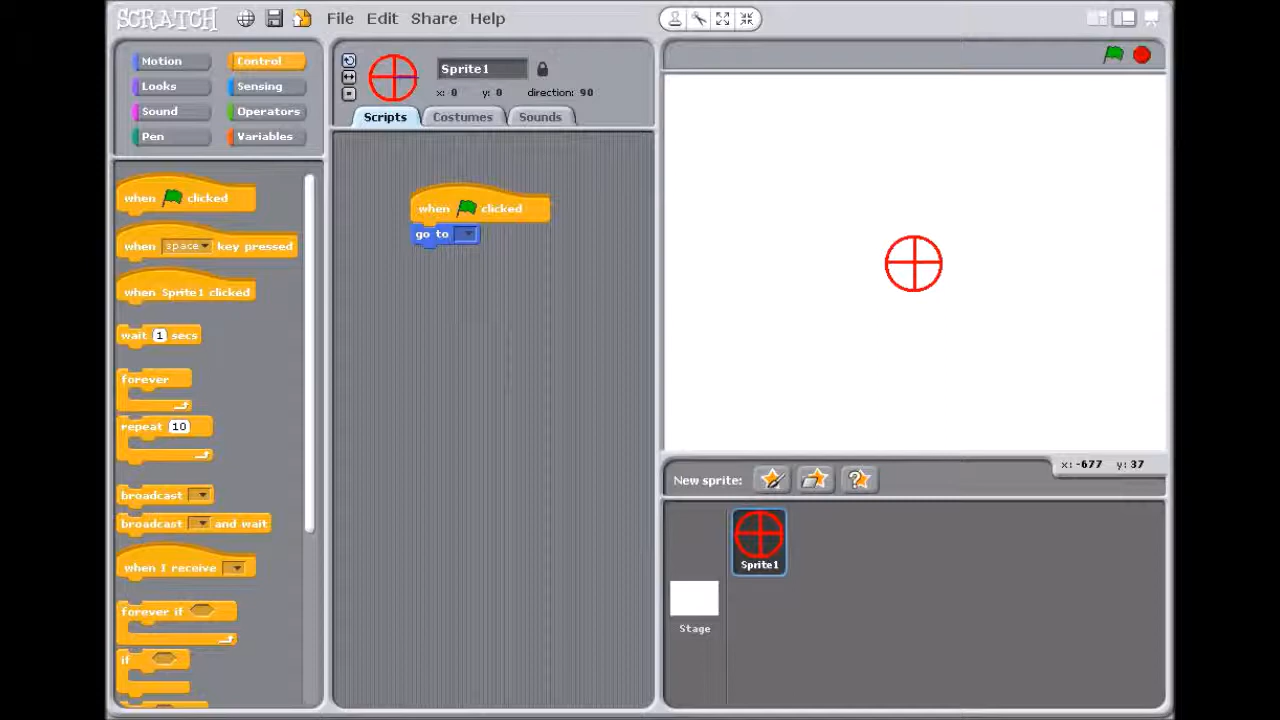 SCRATCH File Edit Share Help
Motion Control
Looks Sensing
Sound Operators
Pen Variables
when clicked
when space key pressed
when Sprite1 clicked
wait 1 secs
forever
repeat 10
broadcast
broadcast and wait
when I receive
forever if
if
Sprite1
x: 0 y: 0 direction: 90
Scripts Costumes Sounds
when clicked
go to
x: -677 y: 37
New sprite:
Sprite1
Stage